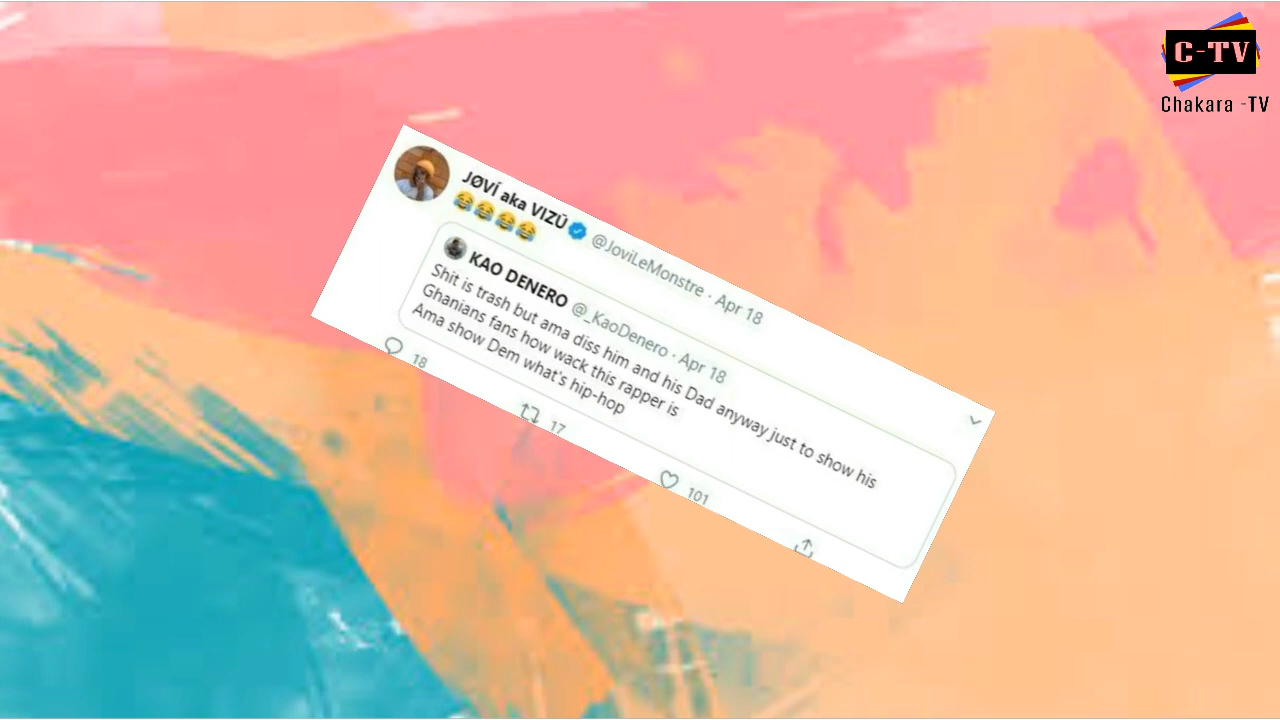 C-TV
Chakara -TV
JØVÍ aka VIZŪ @JoviLeMonstre · Apr 18
😂😂😂😂
KAO DENERO @_KaoDenero · Apr 18
Shit is trash but ama diss him and his Dad anyway just to show his
Ghanians fans how wack this rapper is
Ama show Dem what's hip-hop
18 17 101